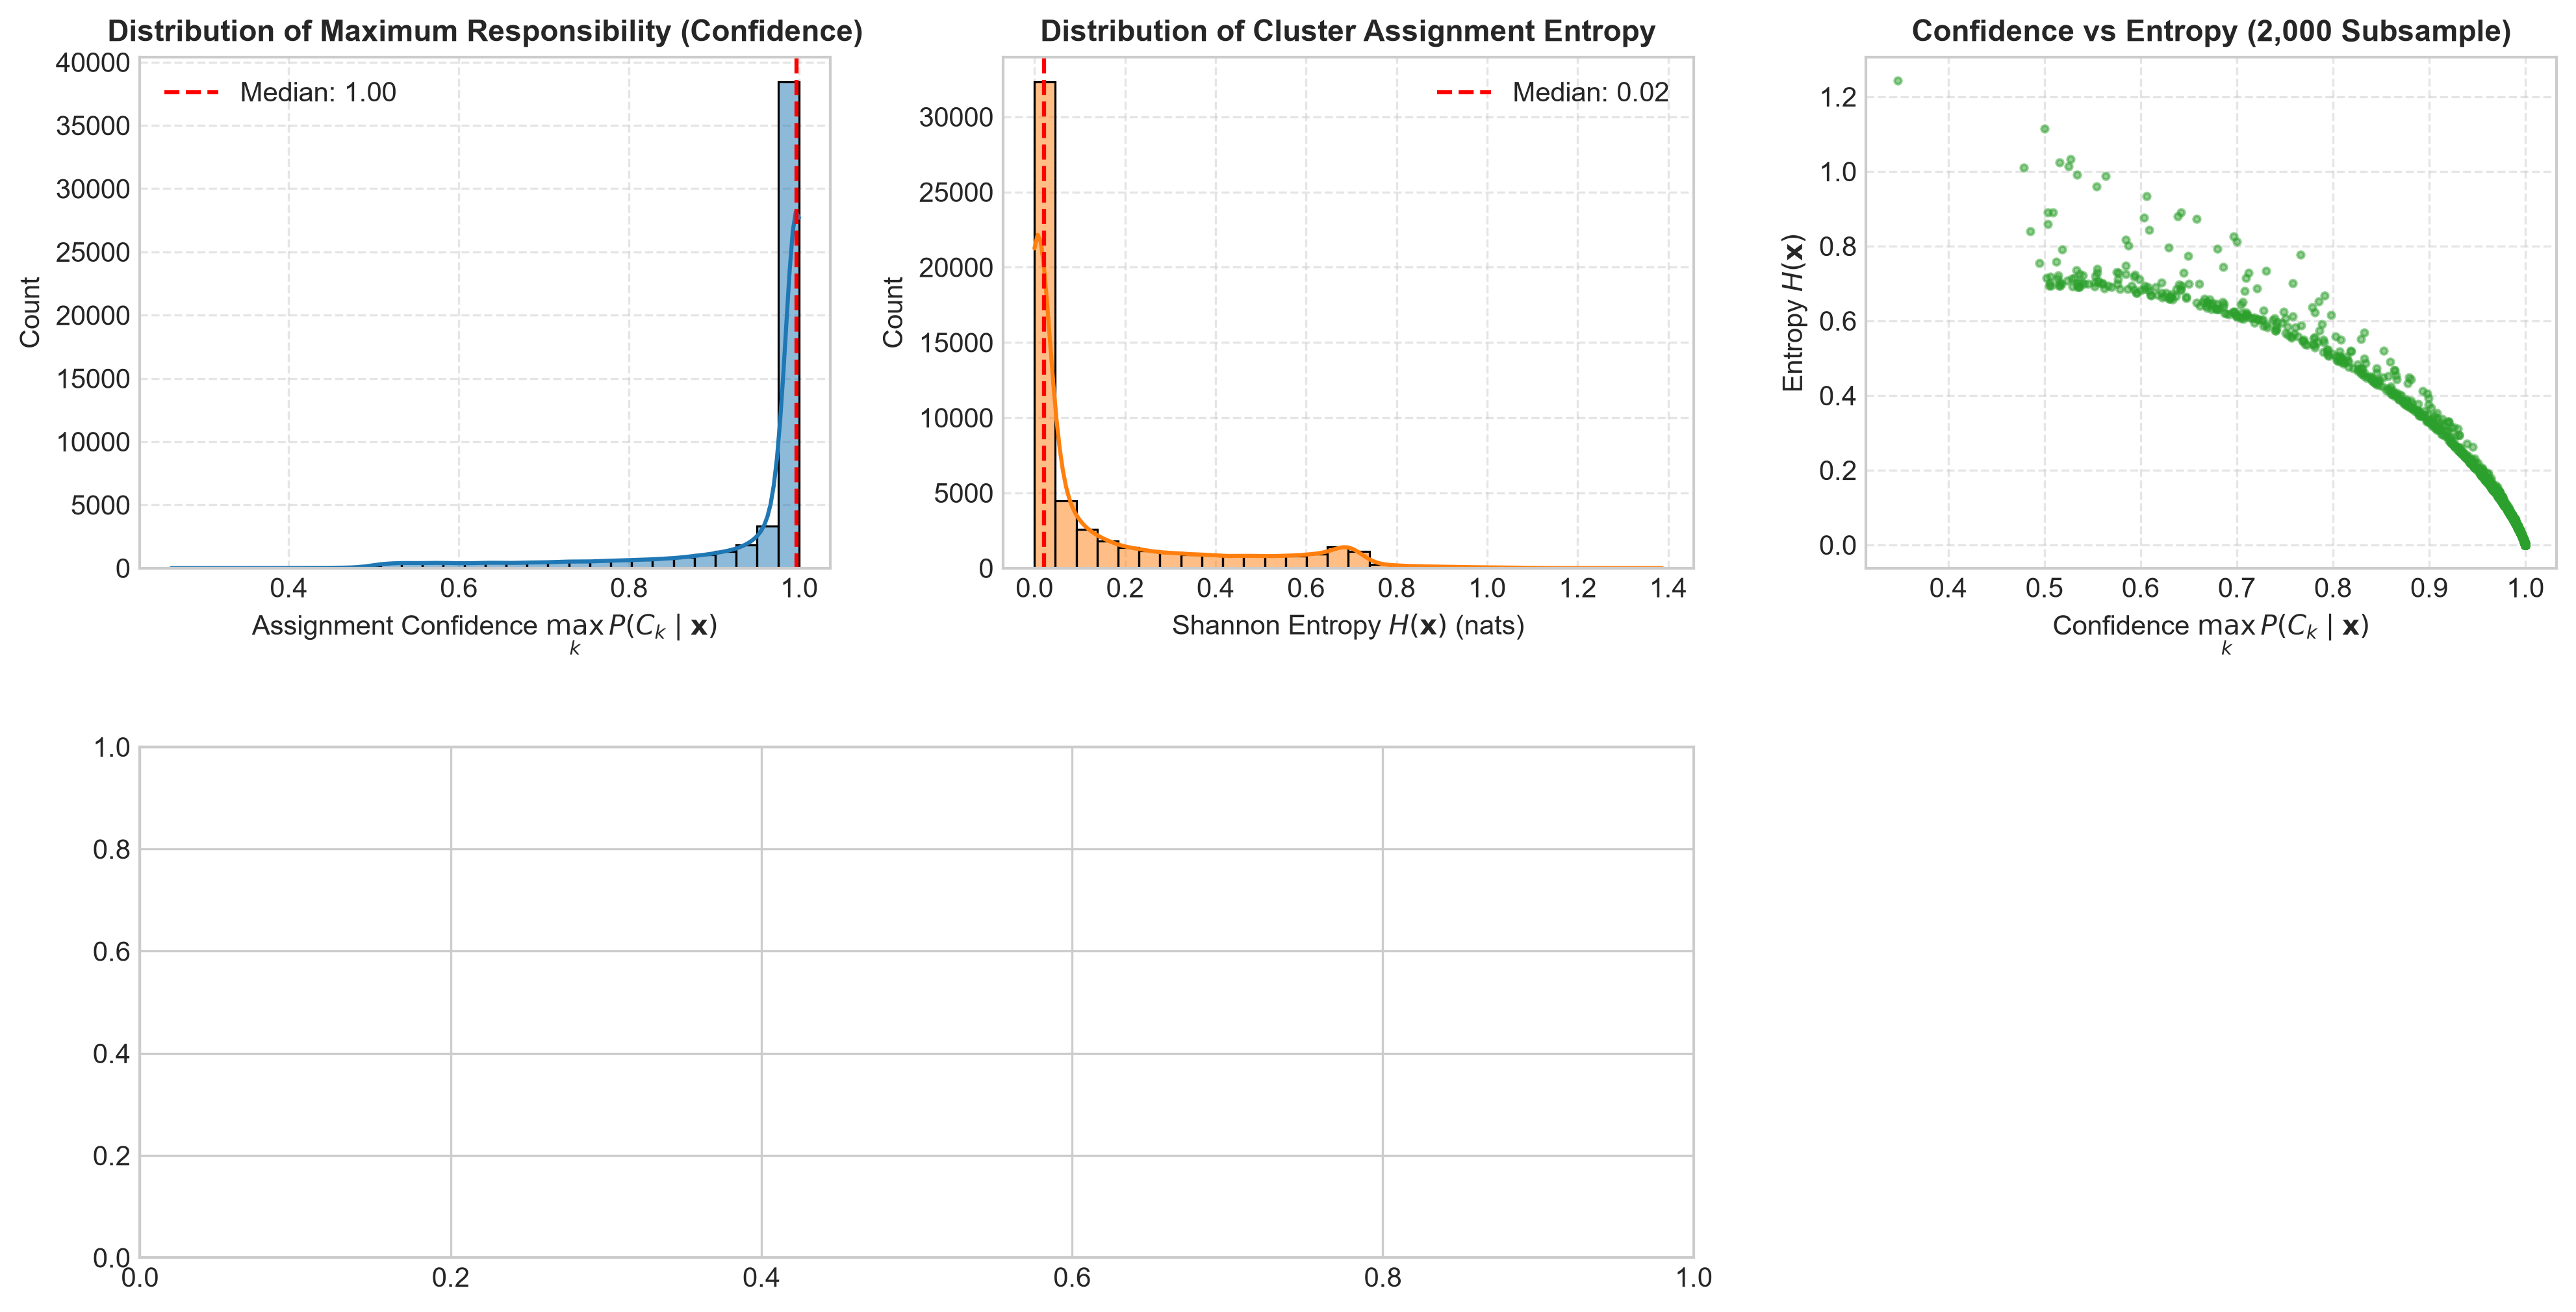 Distribution of Maximum Responsibility (Confidence)
40000
35000
30000
25000
20000
15000
10000
5000
0
Count
Median: 1.00
0.4 0.6 0.8 1.0
Assignment Confidence max P(C_k | x)
k
Distribution of Cluster Assignment Entropy
30000
25000
20000
15000
10000
5000
0
Count
Median: 0.02
0.0 0.2 0.4 0.6 0.8 1.0 1.2 1.4
Shannon Entropy H(x) (nats)
Confidence vs Entropy (2,000 Subsample)
1.2
1.0
0.8
0.6
0.4
0.2
0.0
Entropy H(x)
0.4 0.5 0.6 0.7 0.8 0.9 1.0
Confidence max P(C_k | x)
k
1.0
0.8
0.6
0.4
0.2
0.0
0.0 0.2 0.4 0.6 0.8 1.0